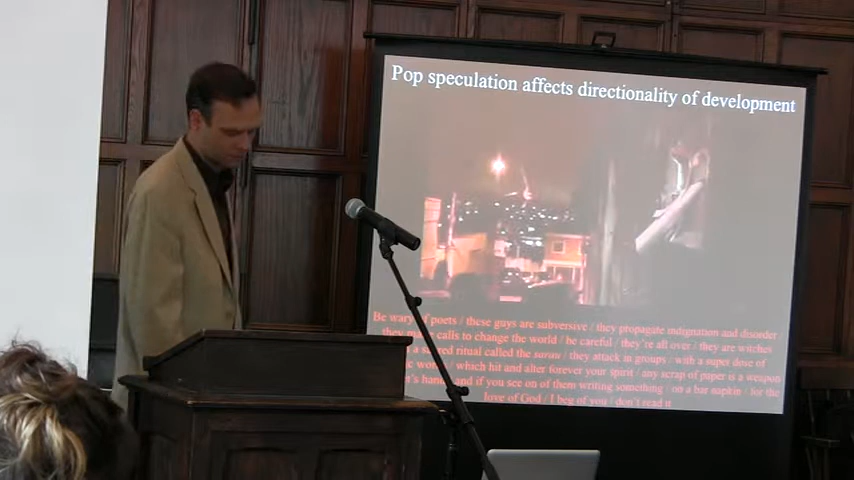 Pop speculation affects directionality of development
Be wary of poets / these guys are subversive / they propagate indignation and disorder
they make calls to change the world / be careful / they're all over / they are witches
a sacred ritual called the sarau / they attack in groups / with a super dove of
words / which hit and alter forever your spirit / any scrap of paper is a weapon
hand / and if you see on of them writing something / on a bar napkin / for the
love of God / I beg of you / don't read it